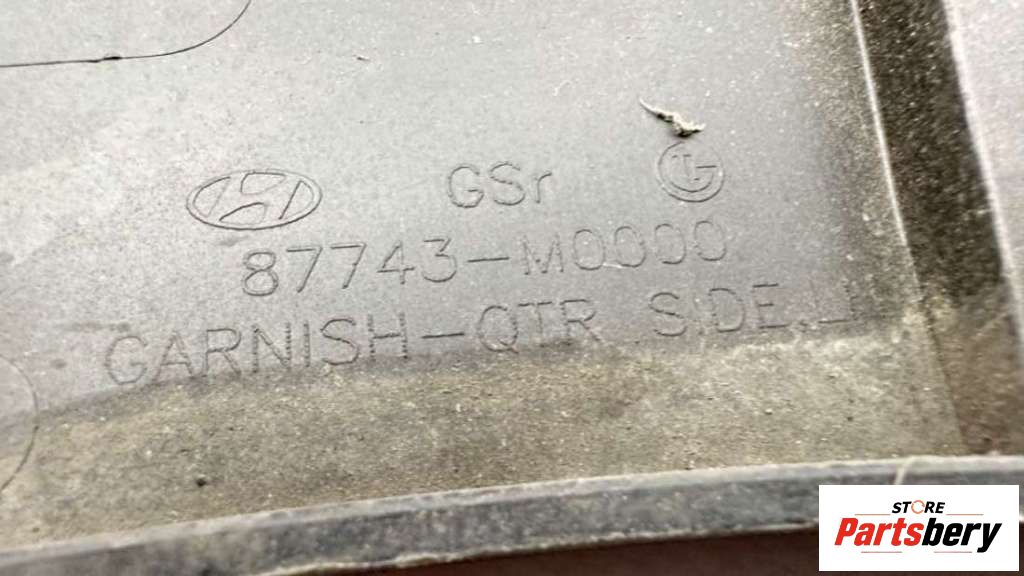 GSr
87743-M0000
GARNISH-QTR SIDE,L
STORE
Partsbery